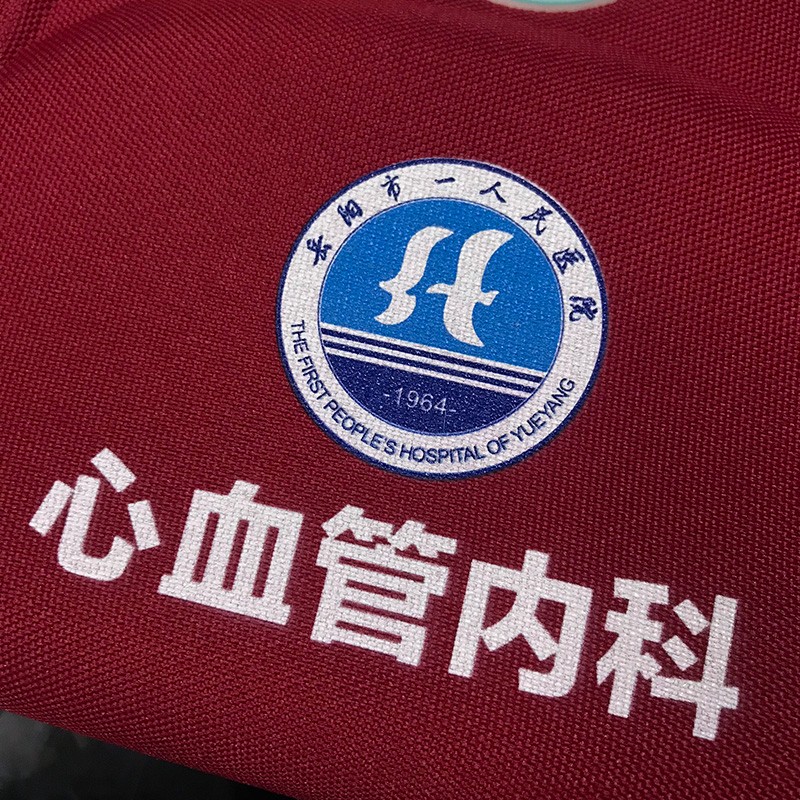 岳阳市一人民医院
THE FIRST PEOPLE'S HOSPITAL OF YUEYANG
-1964-
心血管内科